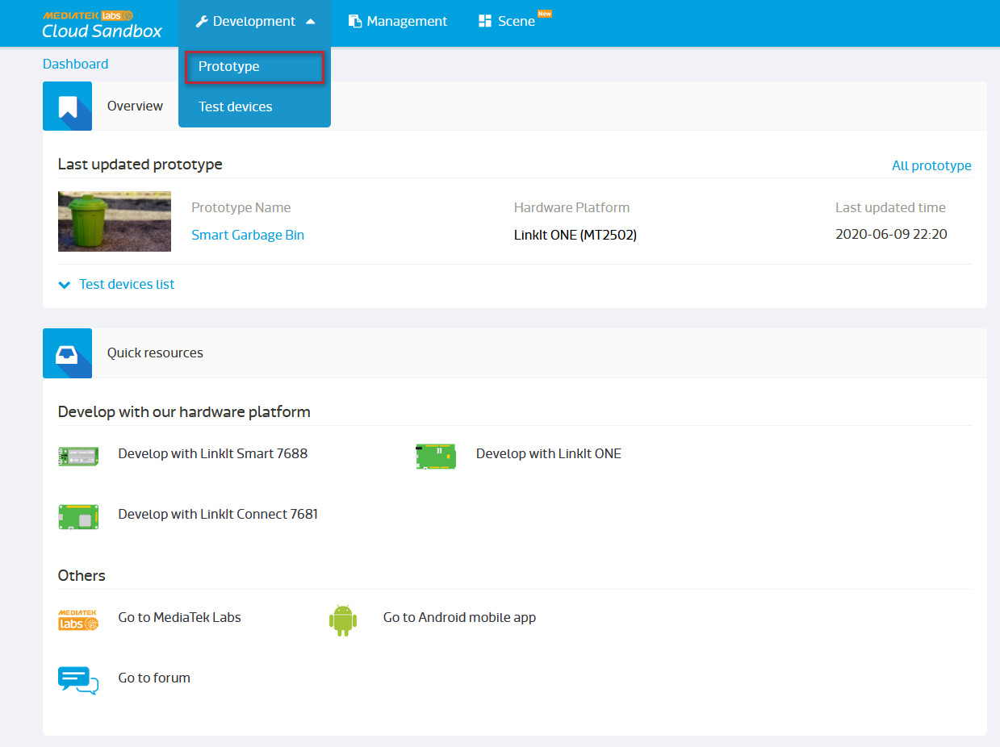 MEDIATEK labs
Cloud Sandbox
Development
Management
Scene
New
Prototype
Test devices
Dashboard
Overview
Last updated prototype
All prototype
Prototype Name
Hardware Platform
Last updated time
Smart Garbage Bin
LinkIt ONE (MT2502)
2020-06-09 22:20
Test devices list
Quick resources
Develop with our hardware platform
Develop with LinkIt Smart 7688
Develop with LinkIt ONE
Develop with LinkIt Connect 7681
Others
MEDIATEK
labs
Go to MediaTek Labs
Go to Android mobile app
Go to forum